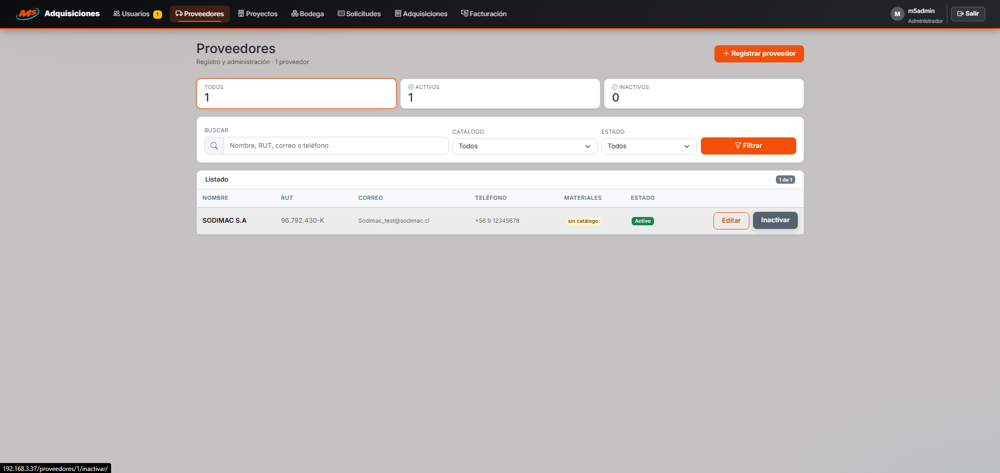 M5 Adquisiciones Usuarios 1 Proveedores Proyectos Bodega Solicitudes Adquisiciones Facturación M m5admin Administrador Salir
Proveedores
Registro y administración · 1 proveedor
+ Registrar proveedor
TODOS
1
ACTIVOS
1
INACTIVOS
0
BUSCAR
Nombre, RUT, correo o teléfono
CATÁLOGO
Todos
ESTADO
Todos
Filtrar
Listado 1 de 1
NOMBRE RUT CORREO TELÉFONO MATERIALES ESTADO
SODIMAC S.A 96.792.430-K Sodimac_test@sodimac.cl +56 9 12345678 sin catálogo Activo Editar Inactivar
192.168.3.37/proveedores/1/inactivar/